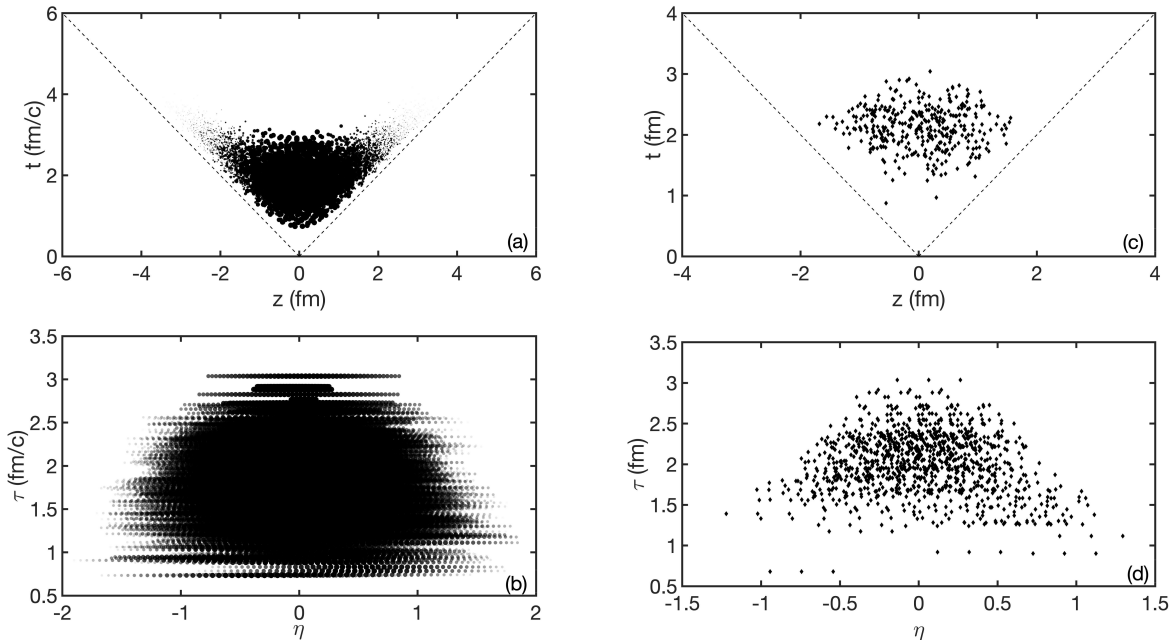 6
4
2
0
t (fm/c)
-6 -4 -2 0 2 4 6
z (fm)
(a)
4
3
2
1
0
t (fm)
-4 -2 0 2 4
z (fm)
(c)
3.5
3
2.5
2
1.5
1
0.5
τ (fm/c)
-2 -1 0 1 2
η
(b)
3.5
3
2.5
2
1.5
1
0.5
τ (fm)
-1.5 -1 -0.5 0 0.5 1 1.5
η
(d)